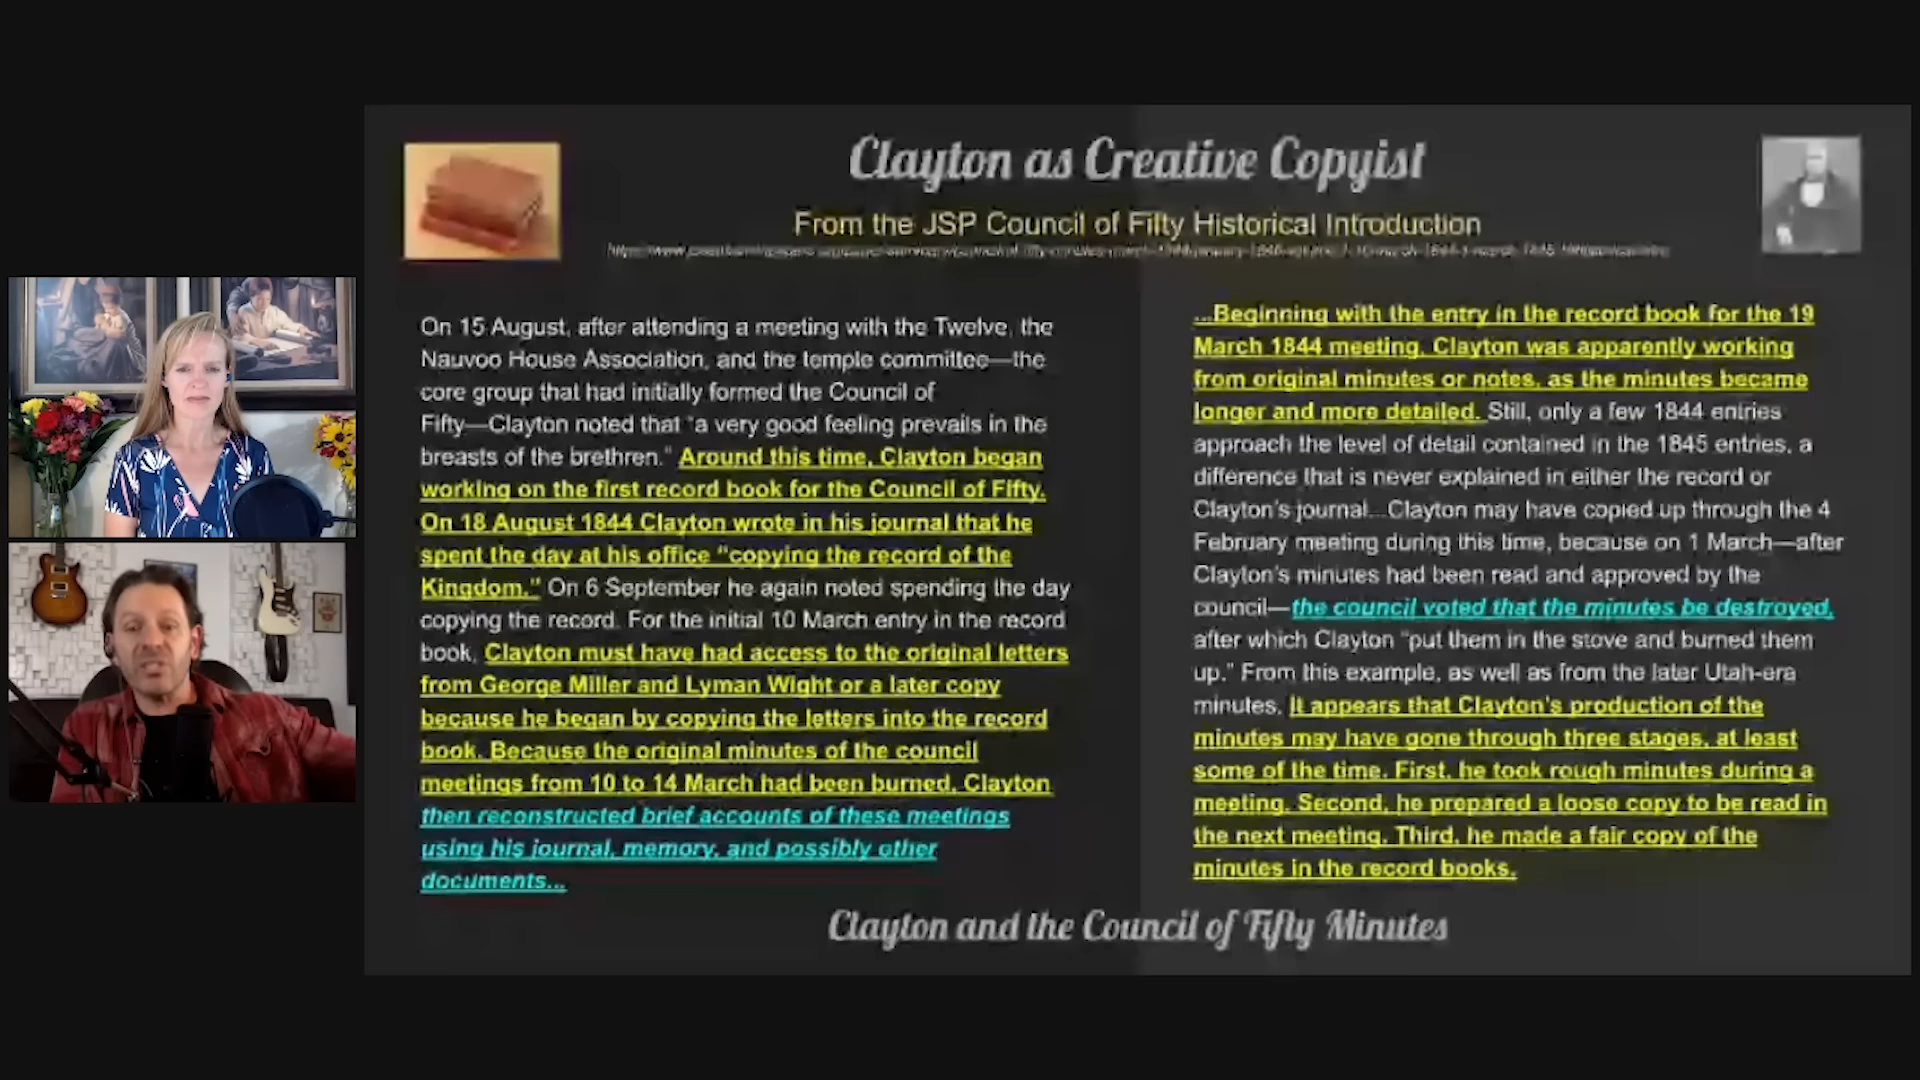 Clayton as Creative Copyist
From the JSP Council of Fifty Historical Introduction
On 15 August, after attending a meeting with the Twelve, the
Nauvoo House Association, and the temple committee—the
core group that had initially formed the Council of
Fifty—Clayton noted that "a very good feeling prevails in the
breasts of the brethren." Around this time, Clayton began
working on the first record book for the Council of Fifty.
On 18 August 1844 Clayton wrote in his journal that he
spent the day at his office "copying the record of the
Kingdom." On 6 September he again noted spending the day
copying the record. For the initial 10 March entry in the record
book, Clayton must have had access to the original letters
from George Miller and Lyman Wight or a later copy
because he began by copying the letters into the record
book. Because the original minutes of the council
meetings from 10 to 14 March had been burned, Clayton
then reconstructed brief accounts of these meetings
using his journal, memory, and possibly other
documents...
...Beginning with the entry in the record book for the 19
March 1844 meeting, Clayton was apparently working
from original minutes or notes, as the minutes became
longer and more detailed. Still, only a few 1844 entries
approach the level of detail contained in the 1845 entries, a
difference that is never explained in either the record or
Clayton's journal...Clayton may have copied up through the 4
February meeting during this time, because on 1 March—after
Clayton's minutes had been read and approved by the
council—the council voted that the minutes be destroyed,
after which Clayton "put them in the stove and burned them
up." From this example, as well as from the later Utah-era
minutes, it appears that Clayton's production of the
minutes may have gone through three stages, at least
some of the time. First, he took rough minutes during a
meeting. Second, he prepared a loose copy to be read in
the next meeting. Third, he made a fair copy of the
minutes in the record books.
Clayton and the Council of Fifty Minutes